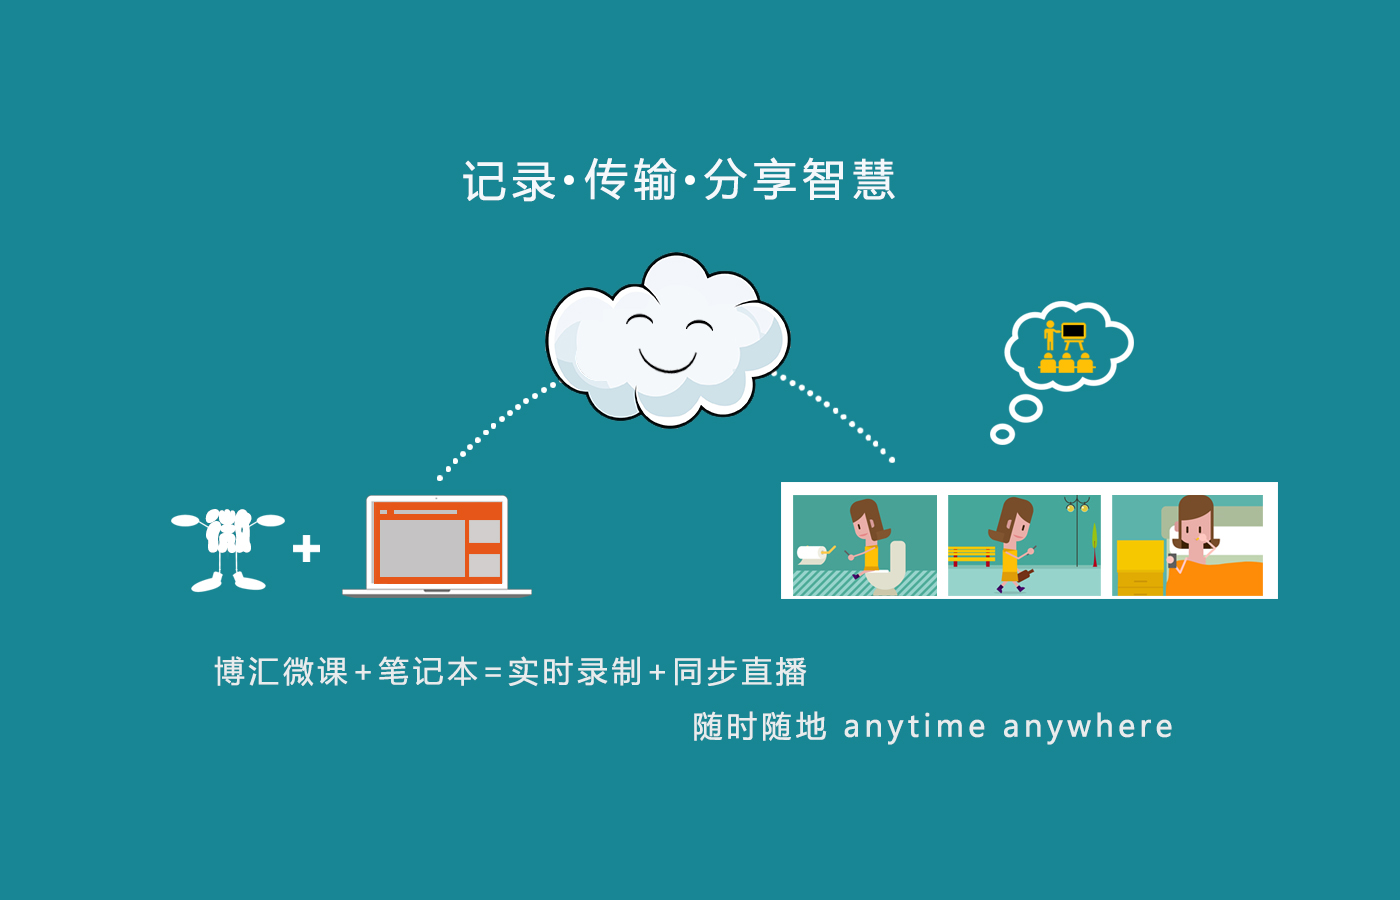 记录·传输·分享智慧
博汇微课+笔记本=实时录制+同步直播
随时随地 anytime anywhere